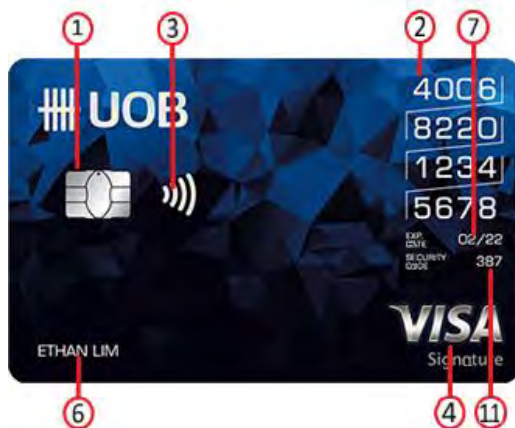 1 3 2 7
UOB
4006
8220
1234
5678
EXP. DATE 02/22
SECURITY CODE 387
VISA
Signature
ETHAN LIM
6 4 11